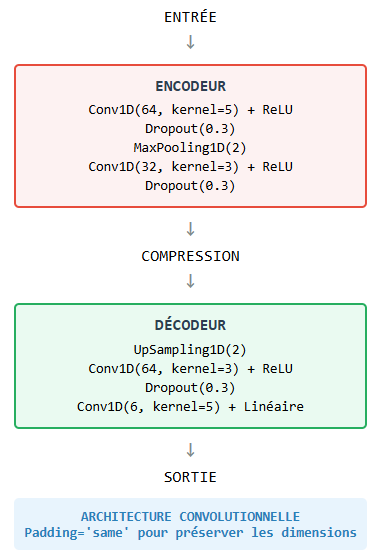 ENTRÉE
↓
ENCODEUR
Conv1D(64, kernel=5) + ReLU
Dropout(0.3)
MaxPooling1D(2)
Conv1D(32, kernel=3) + ReLU
Dropout(0.3)
↓
COMPRESSION
↓
DÉCODEUR
UpSampling1D(2)
Conv1D(64, kernel=3) + ReLU
Dropout(0.3)
Conv1D(6, kernel=5) + Linéaire
↓
SORTIE
ARCHITECTURE CONVOLUTIONNELLE
Padding='same' pour préserver les dimensions